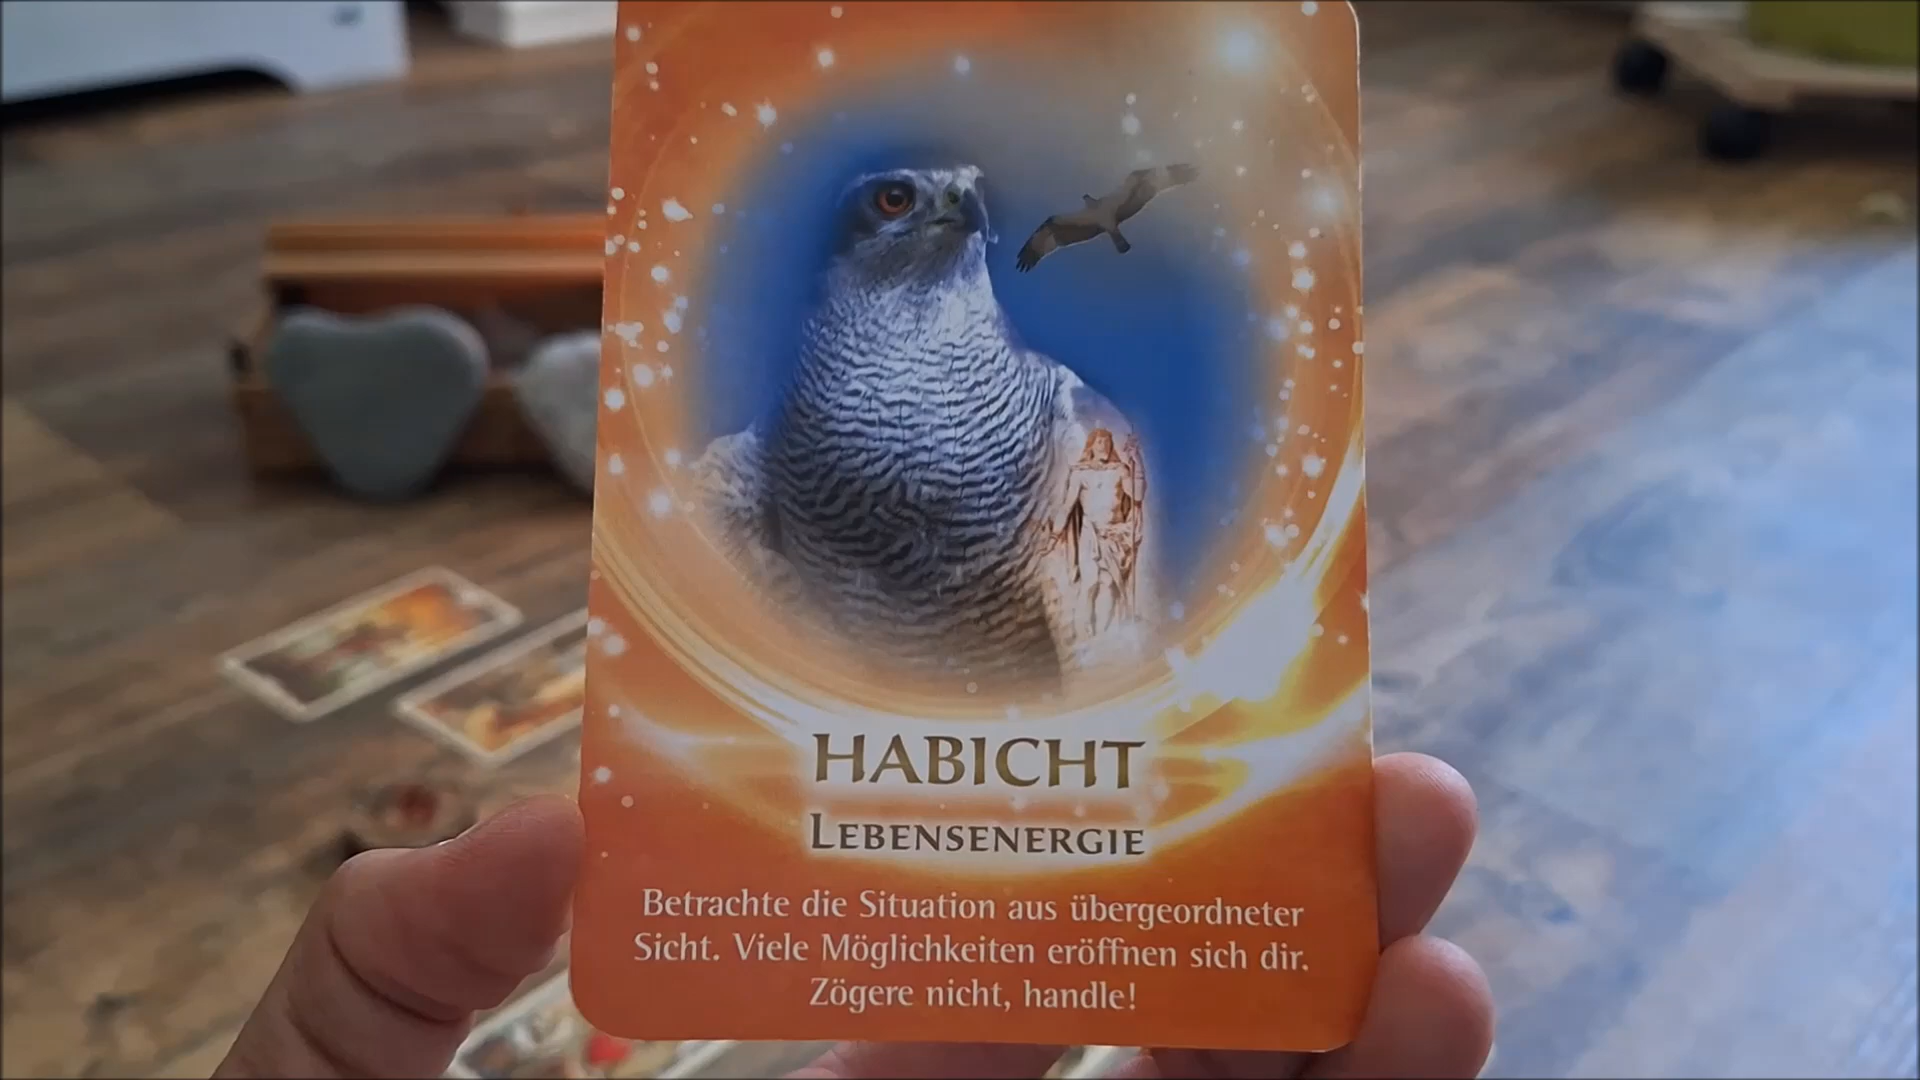 HABICHT
LEBENSENERGIE
Betrachte die Situation aus übergeordneter
Sicht. Viele Möglichkeiten eröffnen sich dir.
Zögere nicht, handle!